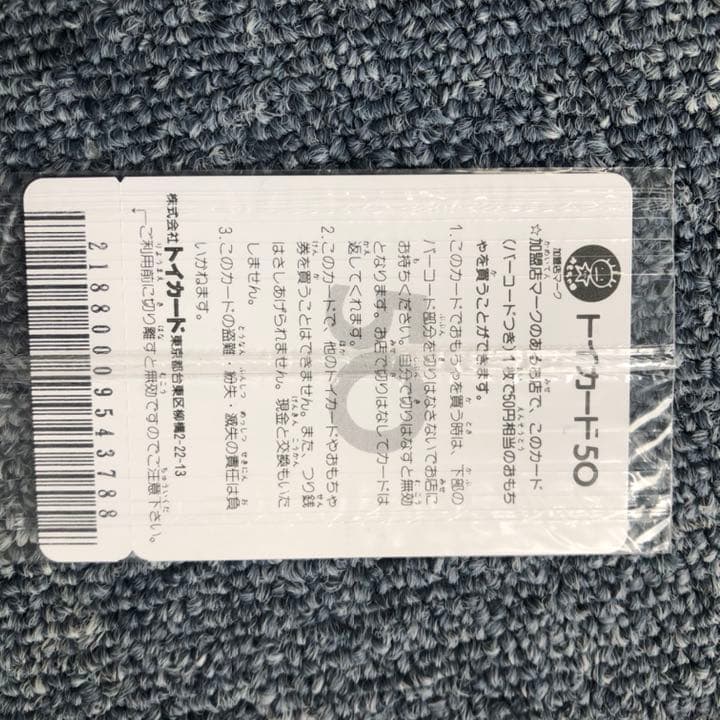 加盟店マーク
トイカード50
☆加盟店マークのあるお店で、このカード
(バーコードつき) 1枚で50円相当のおもち
ゃを買うことができます。
1.このカードでおもちゃを買う時は、下部の
バーコード部分を切りはなさないでお店に
お持ちください。自分で切りはなすと無効
となります。お店で切りはなしてカードは
返してくれます。
2.このカードで、他のトイカードやおもちゃ
券を買うことはできません。また、つり銭
はさしあげられません。現金と交換もいた
しません。
3.このカードの盗難・紛失・滅失の責任は負
いかねます。
50
株式会社トイカード 東京都台東区柳橋2-22-13
ご利用前に切り離すと無効ですのでご注意下さい。
21880009543788